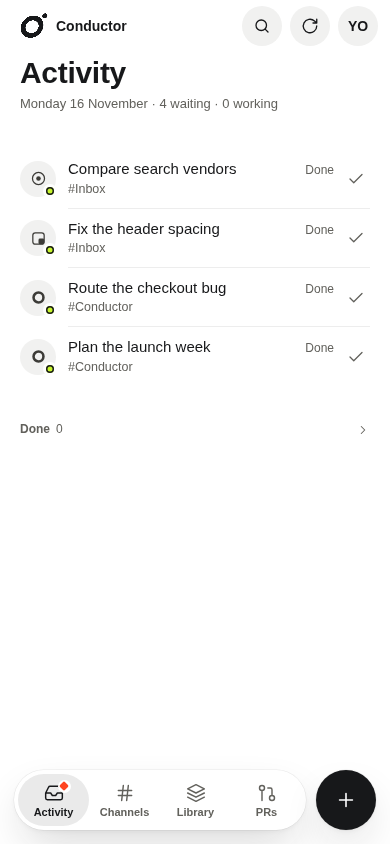 Conductor
YO
Activity
Monday 16 November · 4 waiting · 0 working
Compare search vendors
Done
#Inbox
Fix the header spacing
Done
#Inbox
Route the checkout bug
Done
#Conductor
Plan the launch week
Done
#Conductor
Done 0
Activity
Channels
Library
PRs